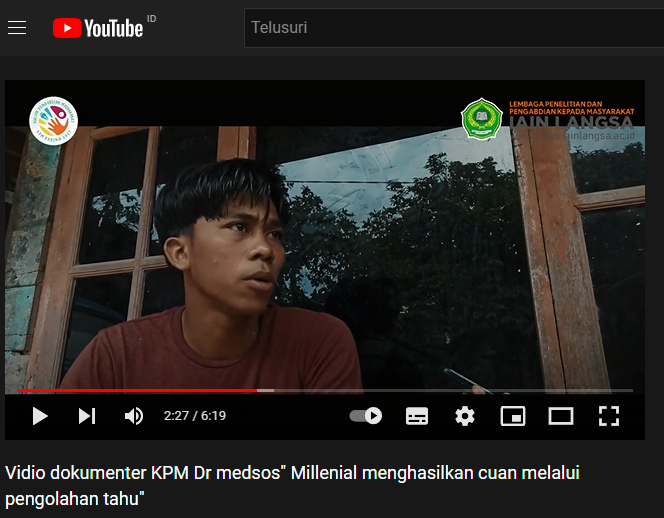 YouTube ID
Telusuri
LEMBAGA PENELITIAN DAN
PENGABDIAN KEPADA MASYARAKAT
IAIN LANGSA
2:27 / 6:19
Vidio dokumenter KPM Dr medsos" Millenial menghasilkan cuan melalui
pengolahan tahu"